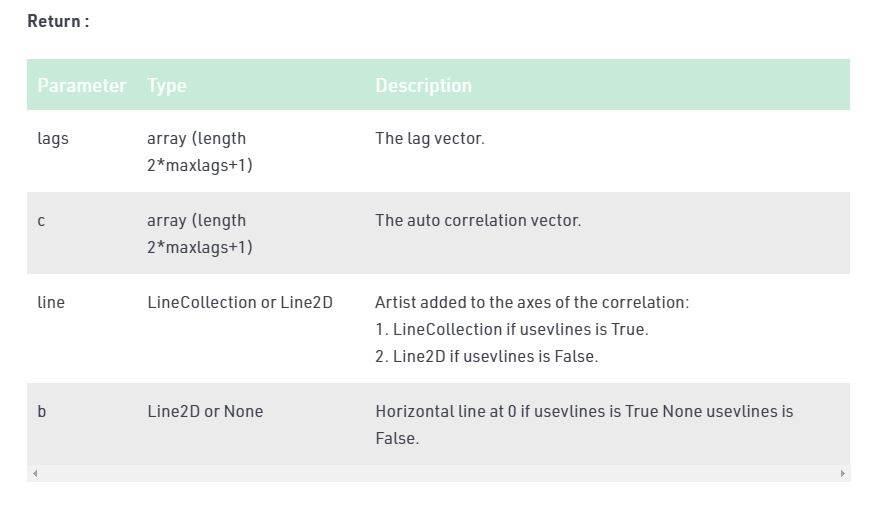 Return :
Parameter Type Description
lags array (length The lag vector.
2*maxlags+1)
c array (length The auto correlation vector.
2*maxlags+1)
line LineCollection or Line2D Artist added to the axes of the correlation:
1. LineCollection if usevlines is True.
2. Line2D if usevlines is False.
b Line2D or None Horizontal line at 0 if usevlines is True None usevlines is
False.